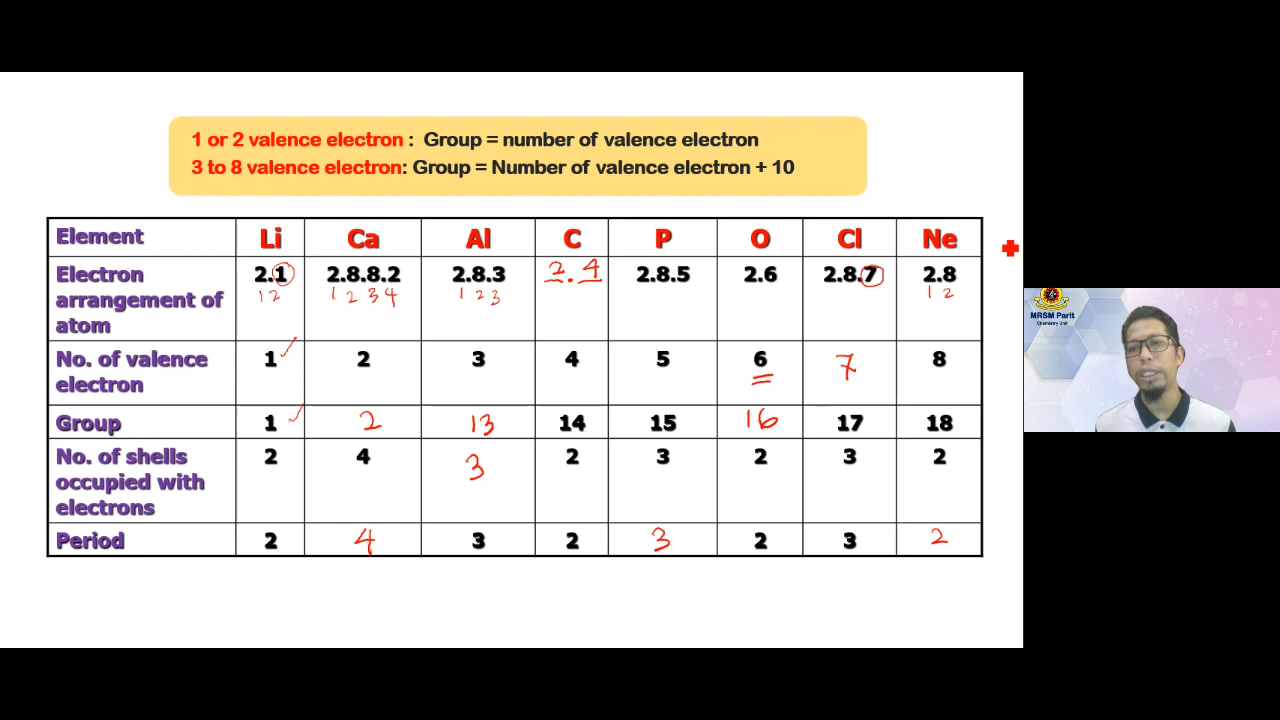 1 or 2 valence electron : Group = number of valence electron
3 to 8 valence electron: Group = Number of valence electron + 10
Element Li Ca Al C P O Cl Ne
Electron arrangement of atom 2.1 2.8.8.2 2.8.3 2.4 2.8.5 2.6 2.8.7 2.8
1 2 1 2 3 4 1 2 3 1 2
No. of valence electron 1 2 3 4 5 6 7 8
Group 1 2 13 14 15 16 17 18
No. of shells occupied with electrons 2 4 3 2 3 2 3 2
Period 2 4 3 2 3 2 3 2
MRSM Parit
Chemistry Unit